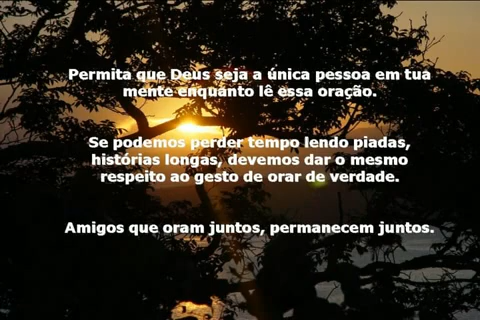 Permita que Deus seja a única pessoa em tua
mente enquanto lê essa oração.
Se podemos perder tempo lendo piadas,
histórias longas, devemos dar o mesmo
respeito ao gesto de orar de verdade.
Amigos que oram juntos, permanecem juntos.